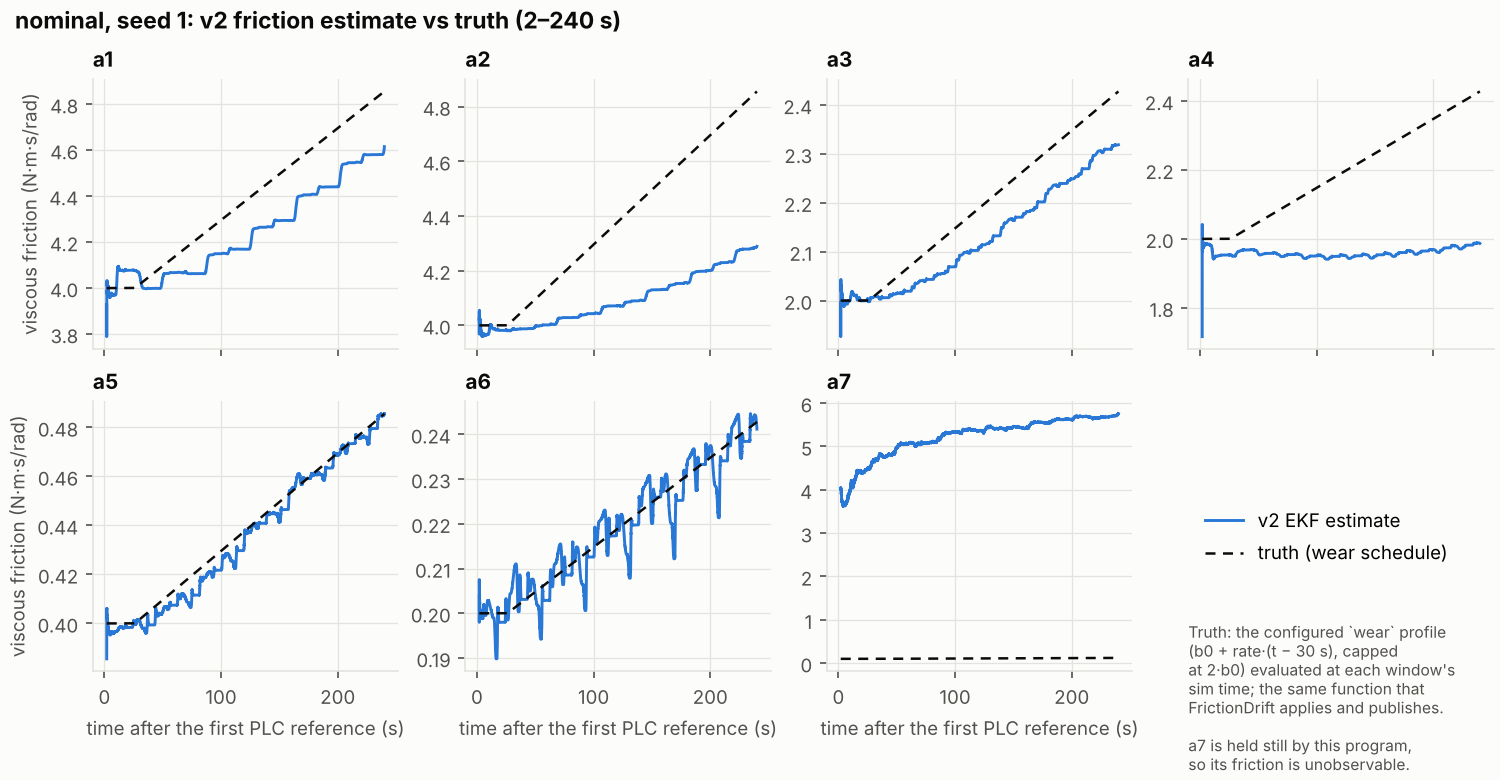 nominal, seed 1: v2 friction estimate vs truth (2–240 s)
a1
a2
a3
a4
viscous friction (N·m·s/rad)
4.8
4.6
4.4
4.2
4.0
3.8
4.8
4.6
4.4
4.2
4.0
2.4
2.3
2.2
2.1
2.0
2.4
2.2
2.0
1.8
a5
a6
a7
viscous friction (N·m·s/rad)
0.48
0.46
0.44
0.42
0.40
0 100 200
time after the first PLC reference (s)
0.24
0.23
0.22
0.21
0.20
0.19
0 100 200
time after the first PLC reference (s)
6
5
4
3
2
1
0
0 100 200
time after the first PLC reference (s)
v2 EKF estimate
truth (wear schedule)
Truth: the configured `wear` profile
(b0 + rate·(t − 30 s), capped
at 2·b0) evaluated at each window's
sim time; the same function that
FrictionDrift applies and publishes.
a7 is held still by this program,
so its friction is unobservable.